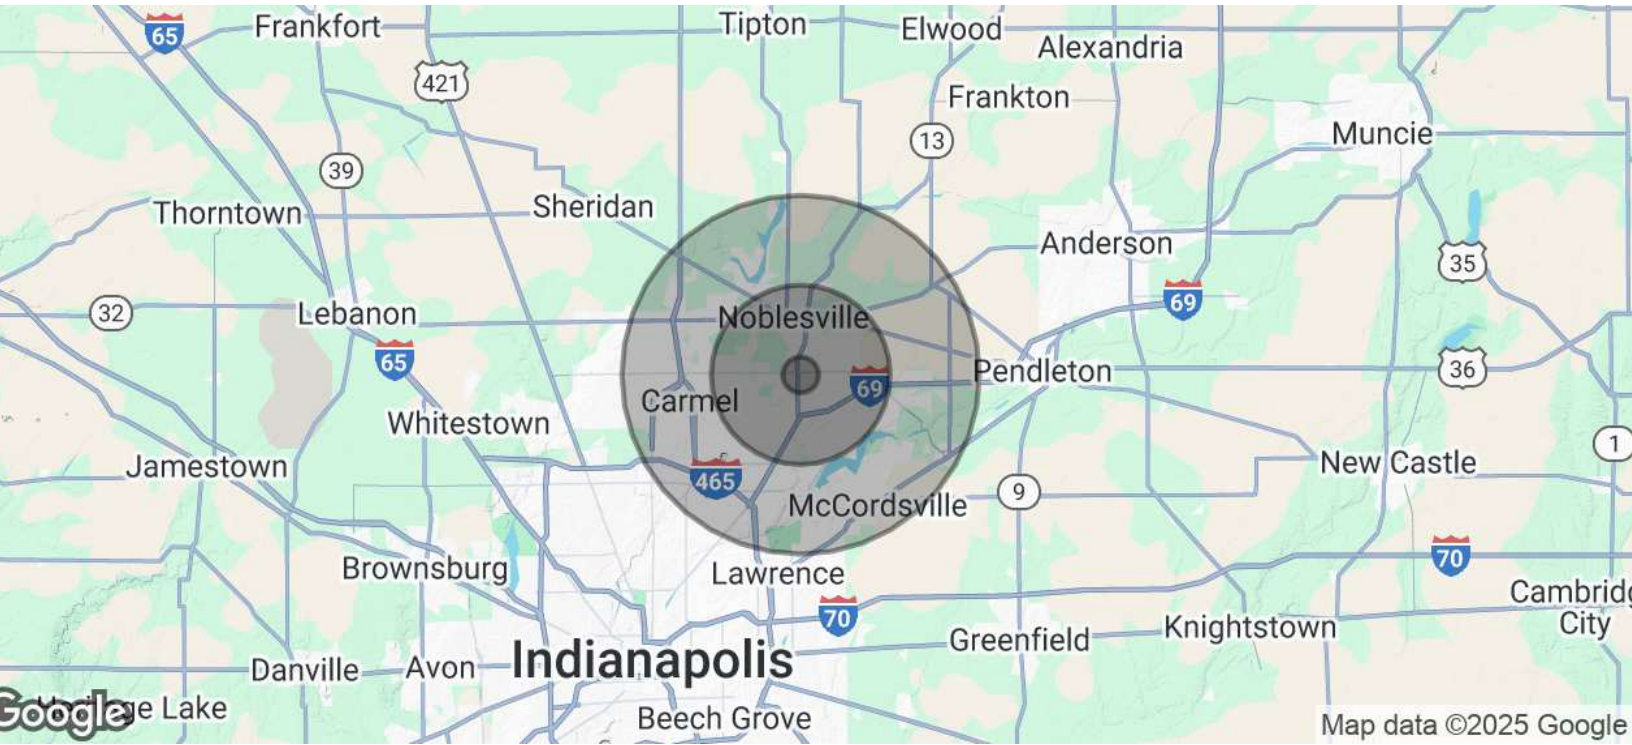 65
Frankfort
Tipton
Elwood
Alexandria
421
Frankton
13
Muncie
39
Thorntown
Sheridan
Anderson
35
69
32
Lebanon
Noblesville
65
69
Pendleton
36
Carmel
Whitestown
1
Jamestown
465
New Castle
McCordsville
9
Brownsburg
Lawrence
70
70
Cambridg
City
Knightstown
Greenfield
Indianapolis
Danville
Avon
Google
ge Lake
Beech Grove
Map data ©2025 Google